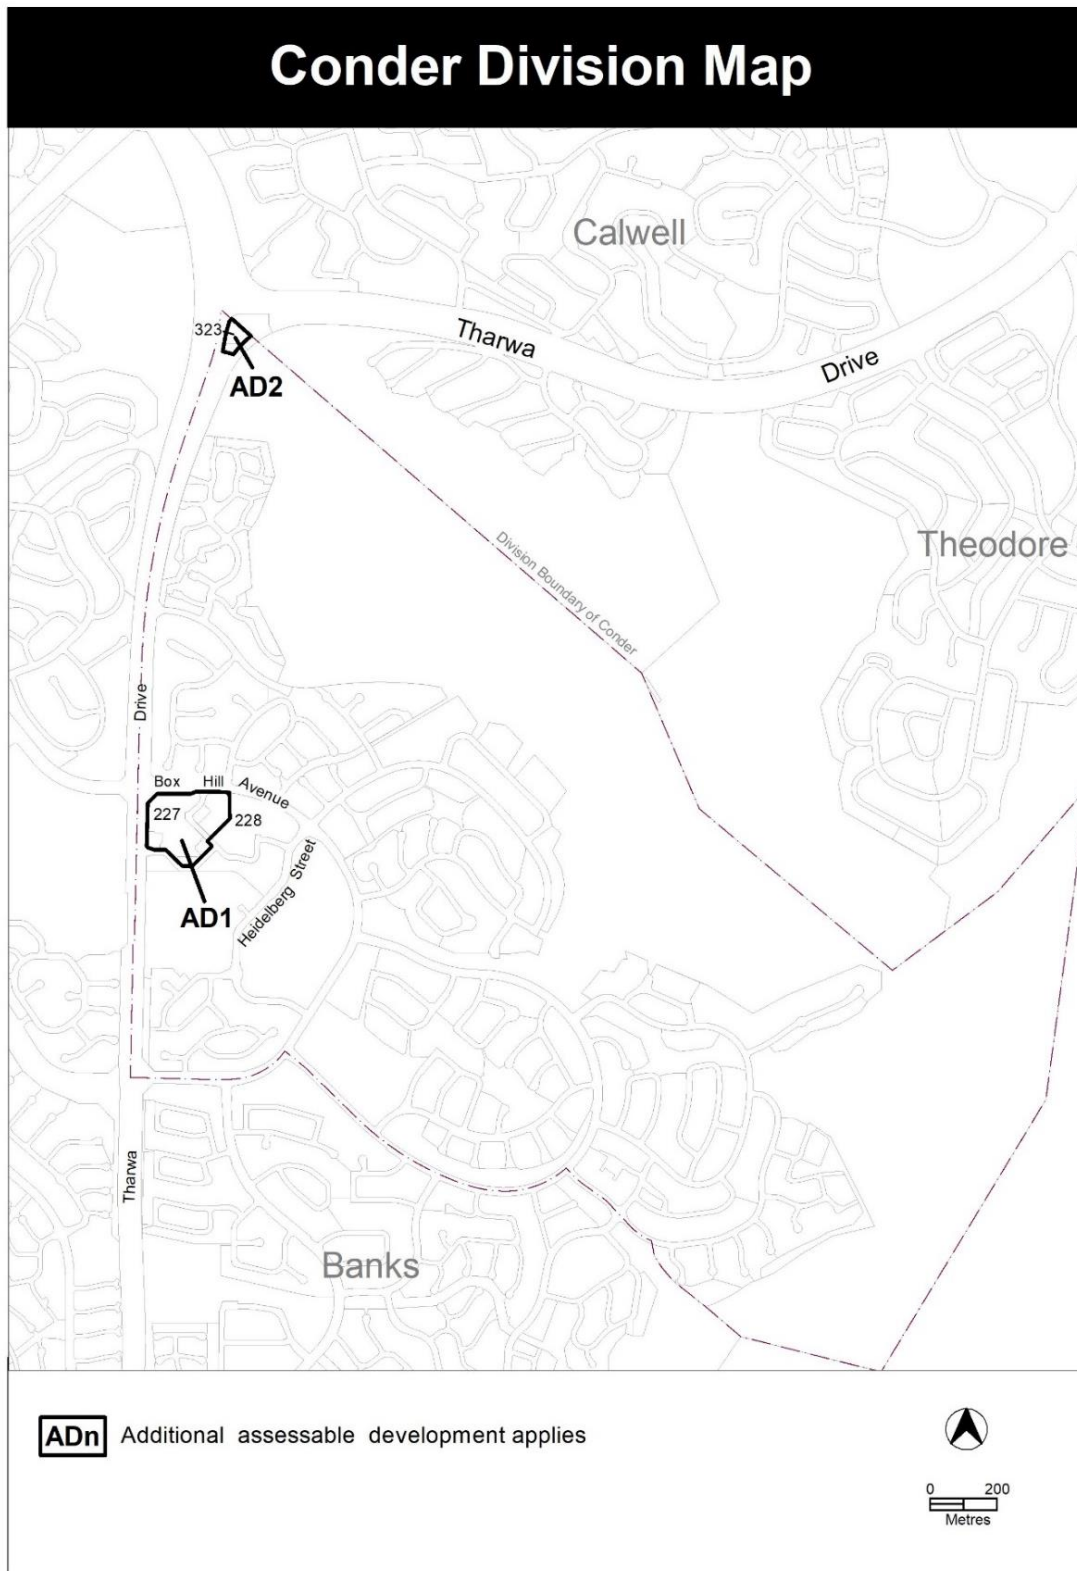 Conder Division Map
Calwell
323
Tharwa
Drive
AD2
Theodore
Division Boundary of Conder
Drive
Box Hill Avenue
227
228
Heidelberg Street
AD1
Tharwa
Banks
ADn Additional assessable development applies
0 200
Metres